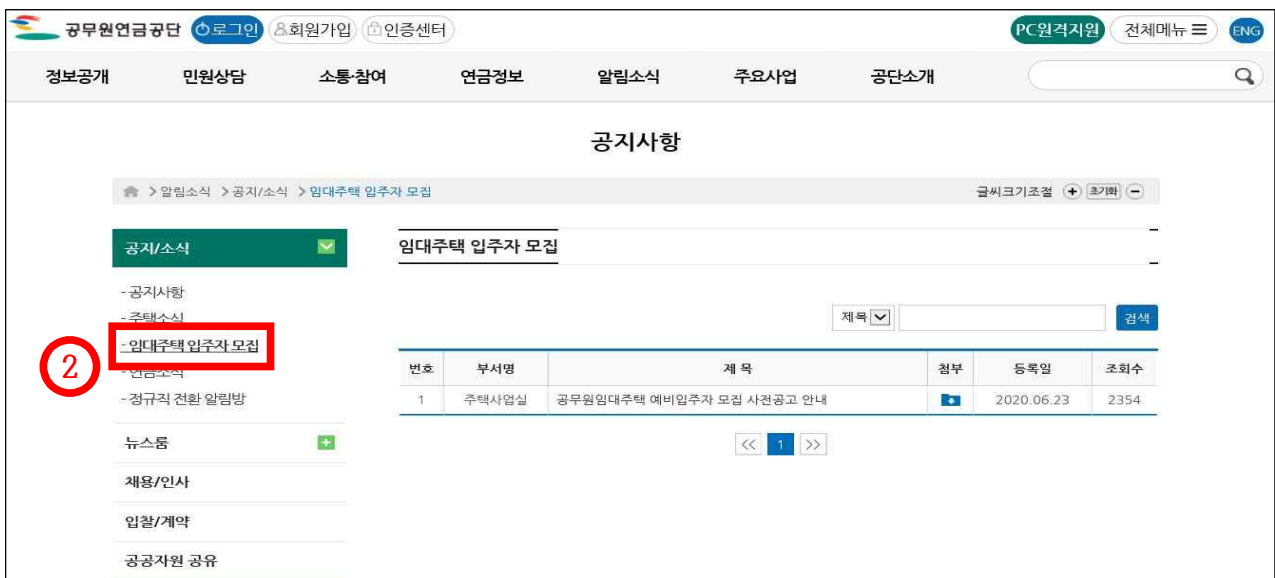 공무원연금공단 로그인 회원가입 인증센터 PC원격지원 전체메뉴 ENG
정보공개 민원상담 소통·참여 연금정보 알림소식 주요사업 공단소개
공지사항
> 알림소식 > 공지/소식 > 임대주택 입주자 모집 글씨크기조절 + 초기화 -
공지/소식
임대주택 입주자 모집
- 공지사항
- 주택소식
제목 검색
- 임대주택 입주자 모집
②
- 연금소식
번호 부서명 제 목 첨부 등록일 조회수
- 정규직 전환 알림방
1 주택사업실 공무원임대주택 예비입주자 모집 사전공고 안내 2020.06.23 2354
뉴스룸 +
<< 1 >>
채용/인사
입찰/계약
공공자원 공유